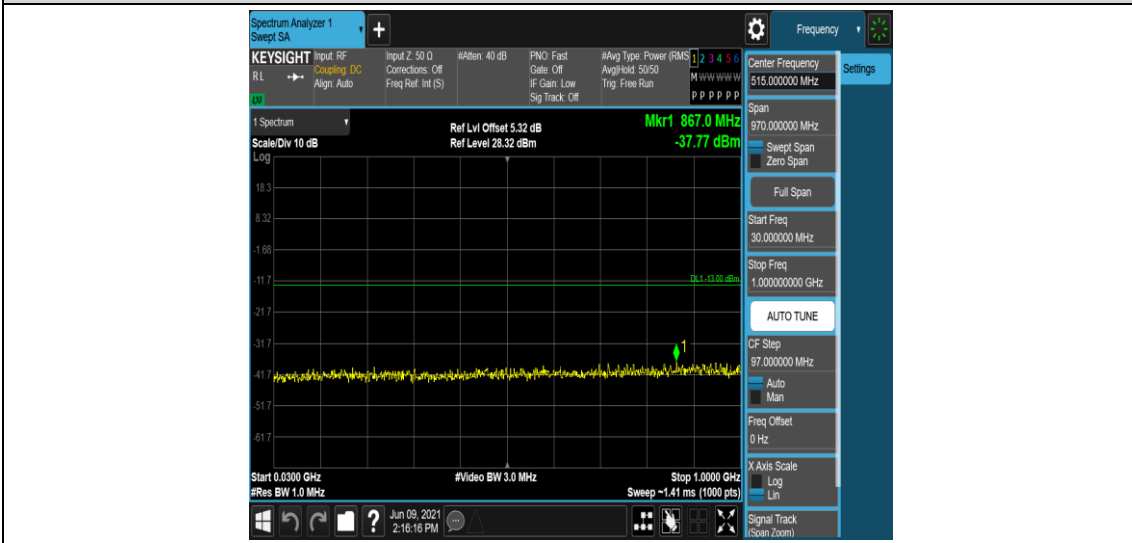 Spectrum Analyzer 1
Swept SA
+
Frequency
KEYSIGHT
RL
Input: RF
Coupling: DC
Align: Auto
Input Z: 50 Ω
Corrections: Off
Freq Ref: Int (S)
#Atten: 40 dB
PNO: Fast
Gate: Off
IF Gain: Low
Sig Track: Off
#Avg Type: Power (RMS
Avg|Hold: 50/50
Trig: Free Run
1 2 3 4 5 6
M W W W W W
P P P P P P
1 Spectrum
Scale/Div 10 dB
Log
Ref Lvl Offset 5.32 dB
Ref Level 28.32 dBm
Mkr1 867.0 MHz
-37.77 dBm
18.3
8.32
-1.68
-11.7
-21.7
-31.7
-41.7
-51.7
-61.7
DL1 -13.00 dBm
1
Start 0.0300 GHz
#Res BW 1.0 MHz
#Video BW 3.0 MHz
Stop 1.0000 GHz
Sweep ~1.41 ms (1000 pts)
?
Jun 09, 2021
2:16:16 PM
Center Frequency
515.000000 MHz
Settings
Span
970.000000 MHz
Swept Span
Zero Span
Full Span
Start Freq
30.000000 MHz
Stop Freq
1.000000000 GHz
AUTO TUNE
CF Step
97.000000 MHz
Auto
Man
Freq Offset
0 Hz
X Axis Scale
Log
Lin
Signal Track
(Span Zoom)